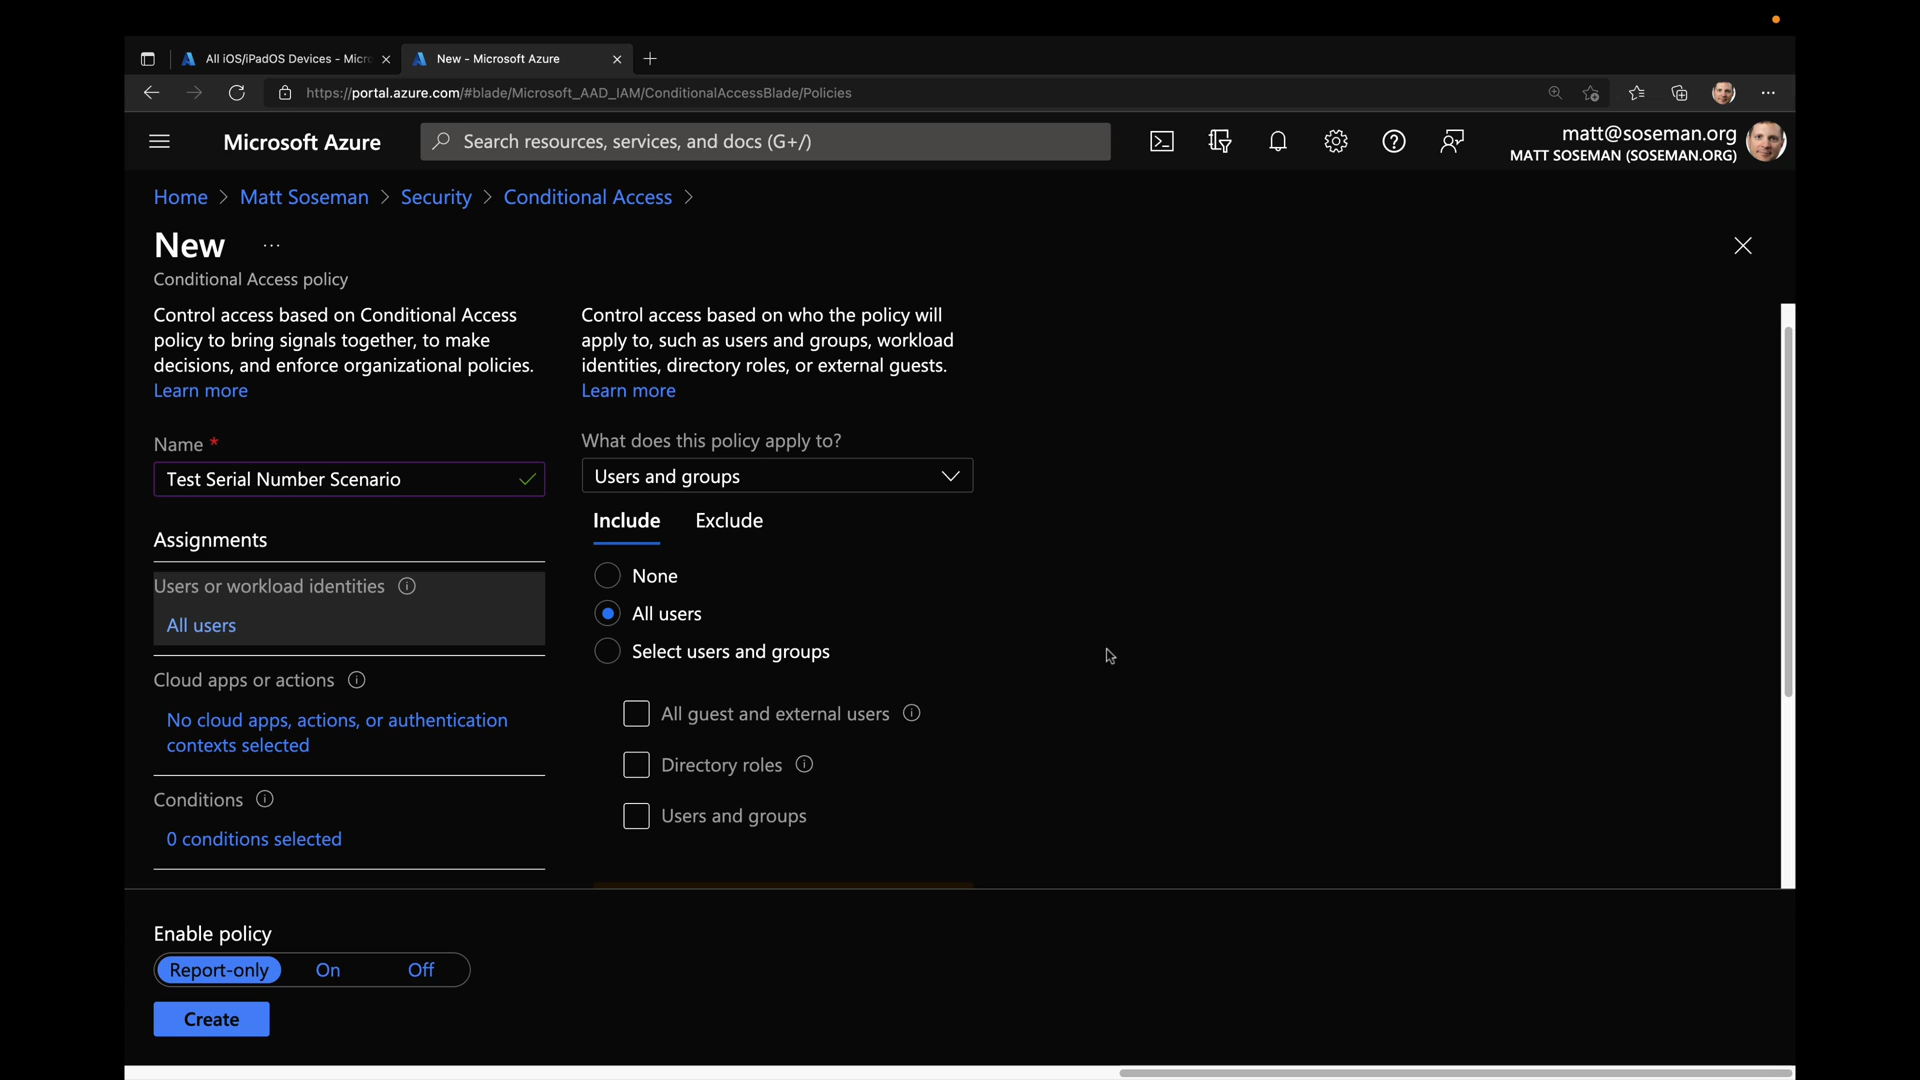 All iOS/iPadOS Devices - Micro
New - Microsoft Azure
https://portal.azure.com/#blade/Microsoft_AAD_IAM/ConditionalAccessBlade/Policies
Microsoft Azure
Search resources, services, and docs (G+/)
matt@soseman.org
MATT SOSEMAN (SOSEMAN.ORG)
Home > Matt Soseman > Security > Conditional Access >
New ...
Conditional Access policy
Control access based on Conditional Access
policy to bring signals together, to make
decisions, and enforce organizational policies.
Learn more
Name *
Test Serial Number Scenario
Assignments
Users or workload identities
All users
Cloud apps or actions
No cloud apps, actions, or authentication
contexts selected
Conditions
0 conditions selected
Control access based on who the policy will
apply to, such as users and groups, workload
identities, directory roles, or external guests.
Learn more
What does this policy apply to?
Users and groups
Include Exclude
None
All users
Select users and groups
All guest and external users
Directory roles
Users and groups
Enable policy
Report-only On Off
Create